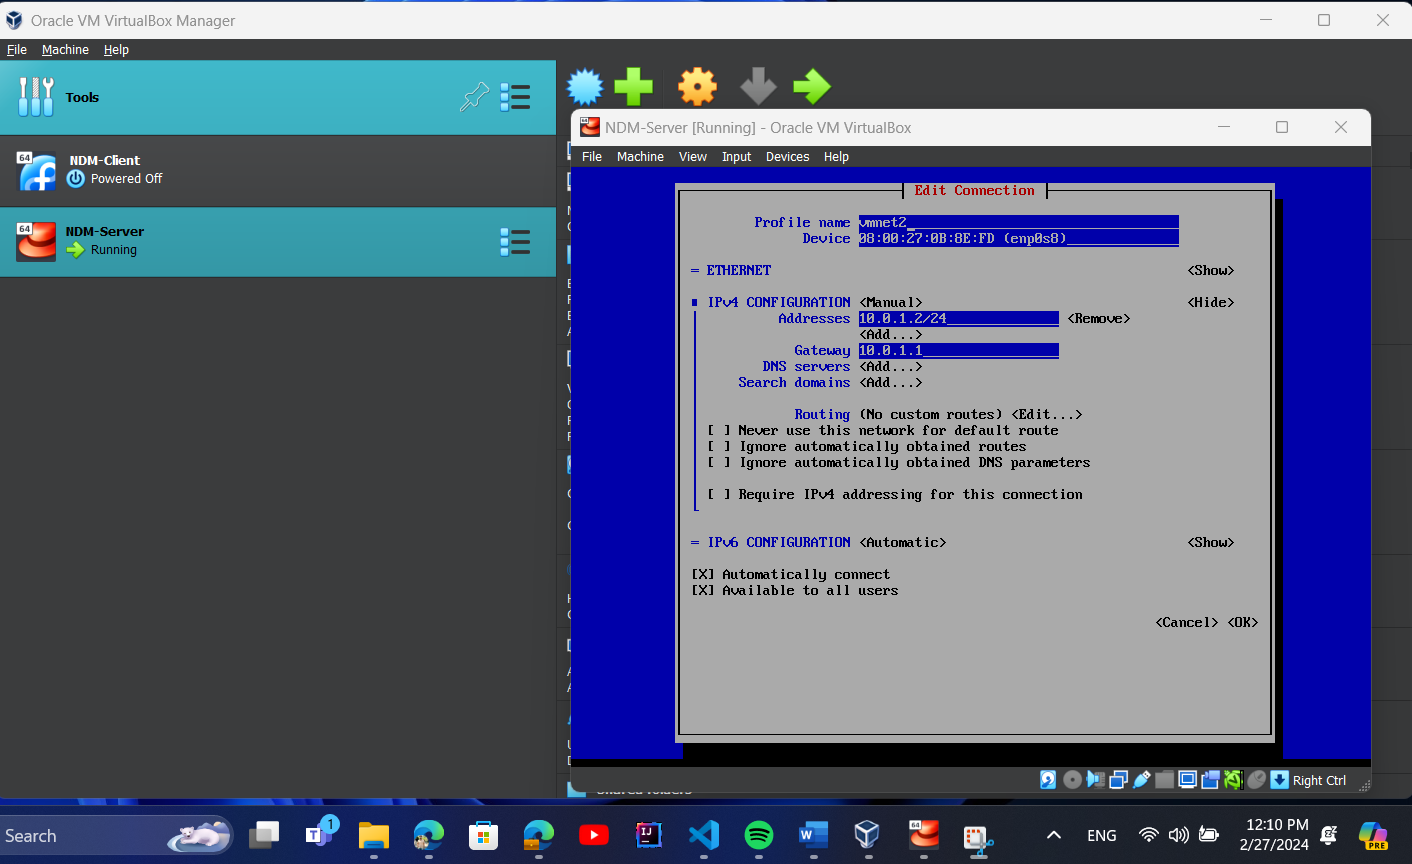 Oracle VM VirtualBox Manager
File Machine Help
Tools
64
NDM-Client
Powered Off
64
NDM-Server
Running
64
NDM-Server [Running] - Oracle VM VirtualBox
File Machine View Input Devices Help
Edit Connection
Profile name vmnet2
Device 08:00:27:0B:8E:FD (enp0s8)
= ETHERNET <Show>
IPv4 CONFIGURATION <Manual> <Hide>
Addresses 10.0.1.2/24 <Remove>
<Add...>
Gateway 10.0.1.1
DNS servers <Add...>
Search domains <Add...>
Routing (No custom routes) <Edit...>
[ ] Never use this network for default route
[ ] Ignore automatically obtained routes
[ ] Ignore automatically obtained DNS parameters
[ ] Require IPv4 addressing for this connection
= IPv6 CONFIGURATION <Automatic> <Show>
[X] Automatically connect
[X] Available to all users
<Cancel> <OK>
Right Ctrl
Search
1
ENG
12:10 PM
2/27/2024
PRE